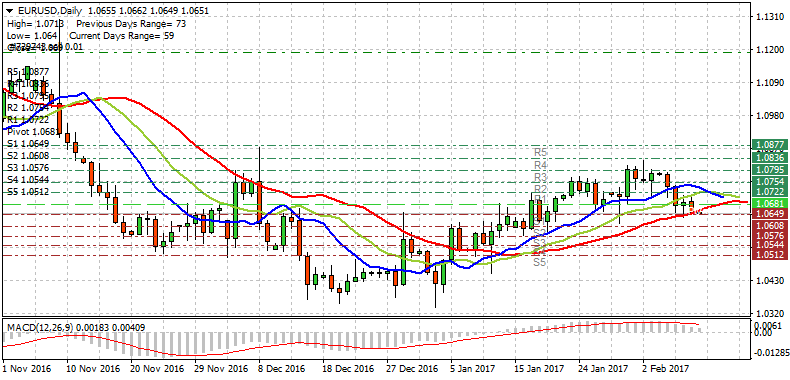 EURUSD,Daily 1.0655 1.0662 1.0649 1.0651
High= 1.0713 Previous Days Range= 73
Low= 1.064 Current Days Range= 59
R5 1.0877
R2 1.0754
R1 1.0722
Pivot 1.0681
S1 1.0649
S2 1.0608
S3 1.0576
S4 1.0544
S5 1.0512
R5
R4
R3
R2
S3
S5
1.1310
1.1200
1.1090
1.0980
1.0877
1.0836
1.0795
1.0754
1.0722
1.0681
1.0649
1.0608
1.0576
1.0544
1.0512
1.0430
1.0320
MACD(12,26,9) 0.00183 0.00409
0.0061
0.00
-0.01285
1 Nov 2016
10 Nov 2016
20 Nov 2016
29 Nov 2016
8 Dec 2016
18 Dec 2016
27 Dec 2016
5 Jan 2017
15 Jan 2017
24 Jan 2017
2 Feb 2017